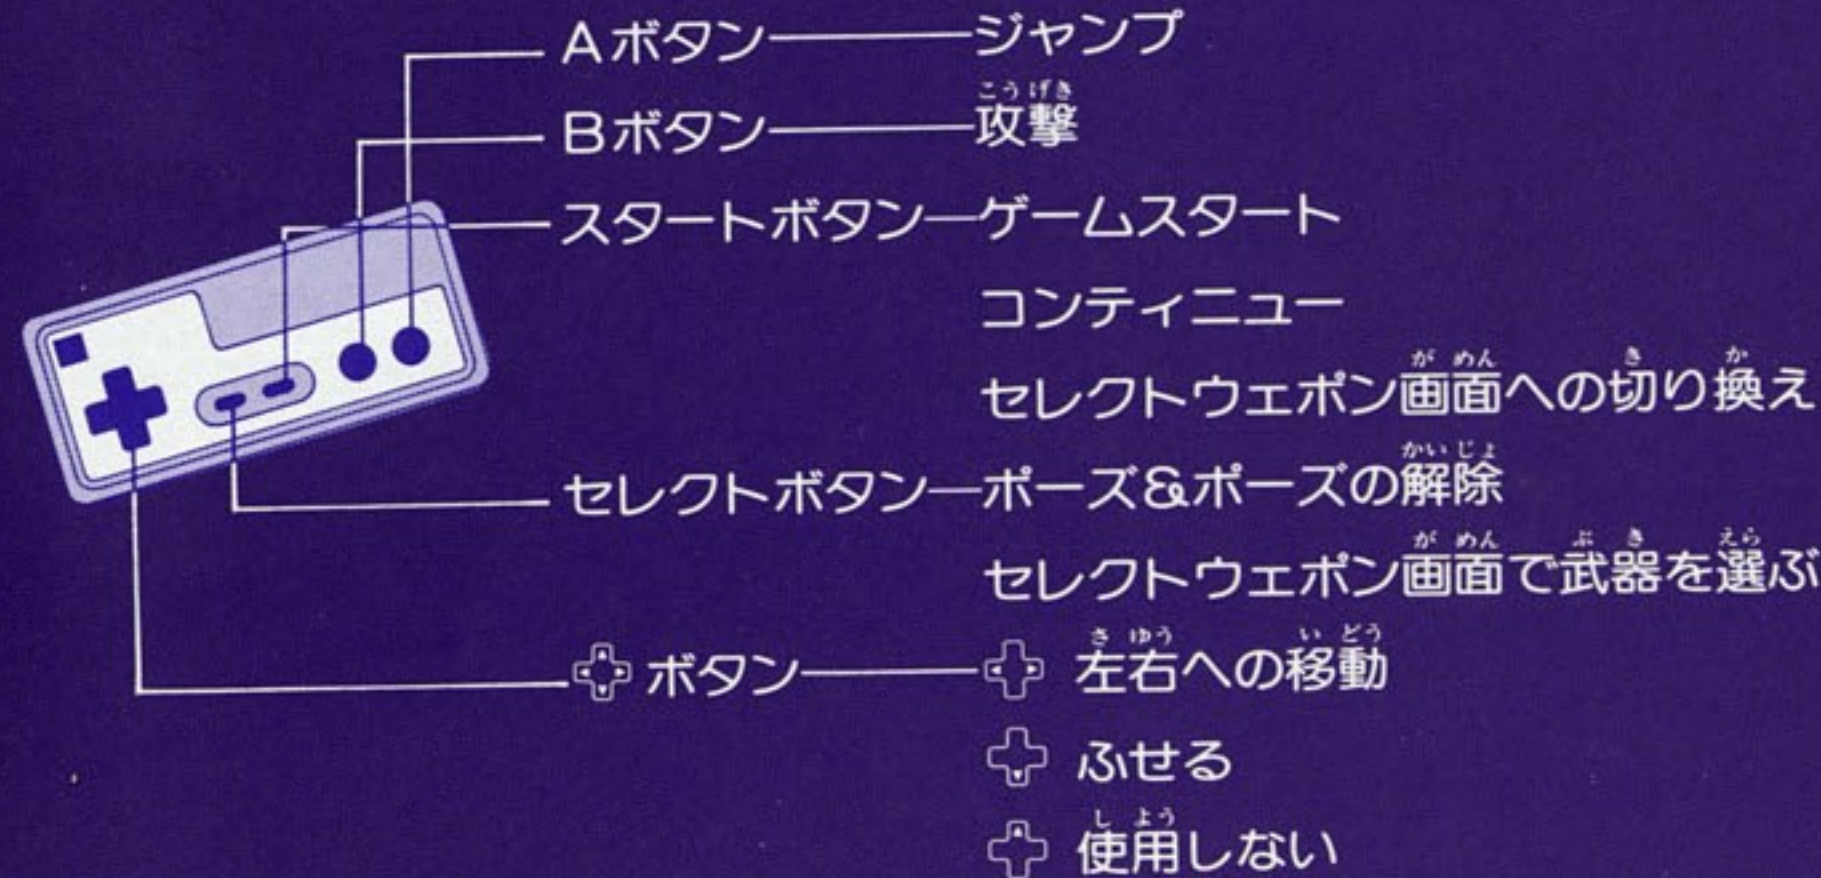 Aボタン――ジャンプ
Bボタン――攻撃
スタートボタン―ゲームスタート
コンティニュー
セレクトウェポン画面への切り換え
セレクトボタン―ポーズ&ポーズの解除
セレクトウェポン画面で武器を選ぶ
ボタン――左右への移動
ふせる
使用しない